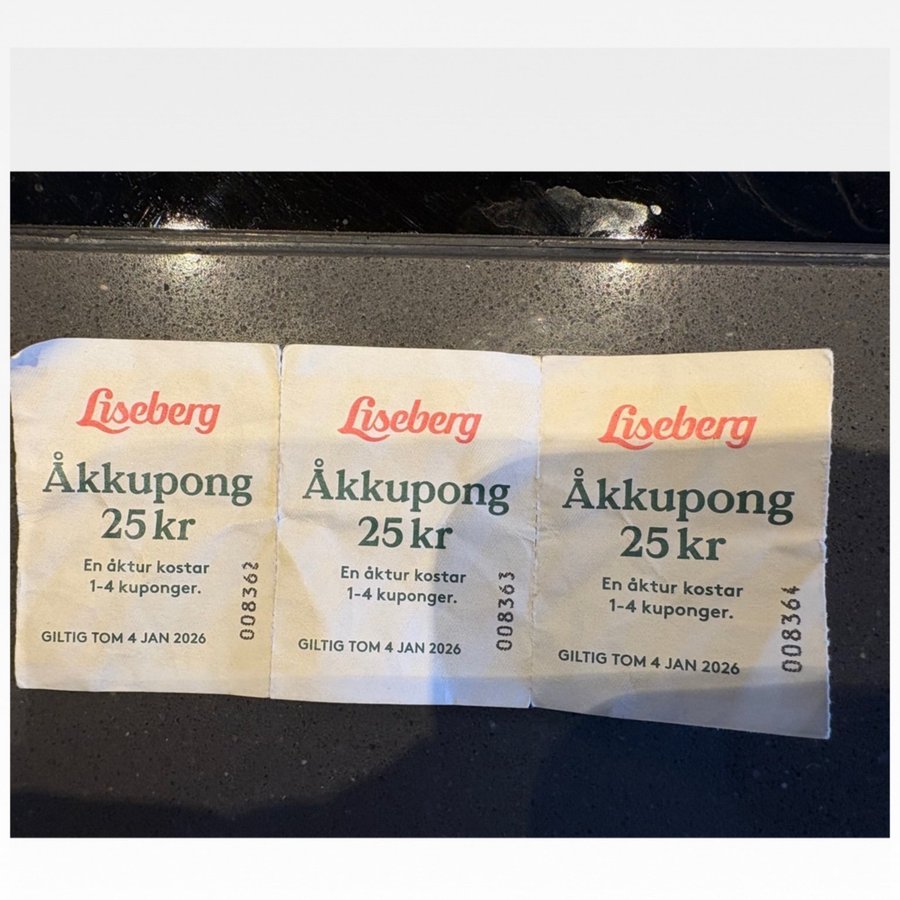 Liseberg
Åkkupong
25 kr
En åktur kostar
1-4 kuponger.
GILTIG TOM 4 JAN 2026
008362
Liseberg
Åkkupong
25 kr
En åktur kostar
1-4 kuponger.
GILTIG TOM 4 JAN 2026
008363
Liseberg
Åkkupong
25 kr
En åktur kostar
1-4 kuponger.
GILTIG TOM 4 JAN 2026
008364